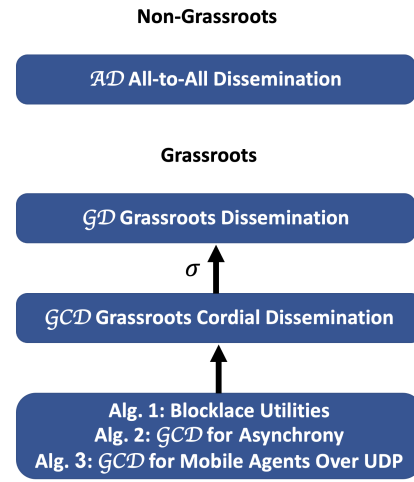 Non-Grassroots
𝒜𝒟 All-to-All Dissemination
Grassroots
𝒢𝒟 Grassroots Dissemination
σ
𝒢𝒞𝒟 Grassroots Cordial Dissemination
Alg. 1: Blocklace Utilities
Alg. 2: 𝒢𝒞𝒟 for Asynchrony
Alg. 3: 𝒢𝒞𝒟 for Mobile Agents Over UDP